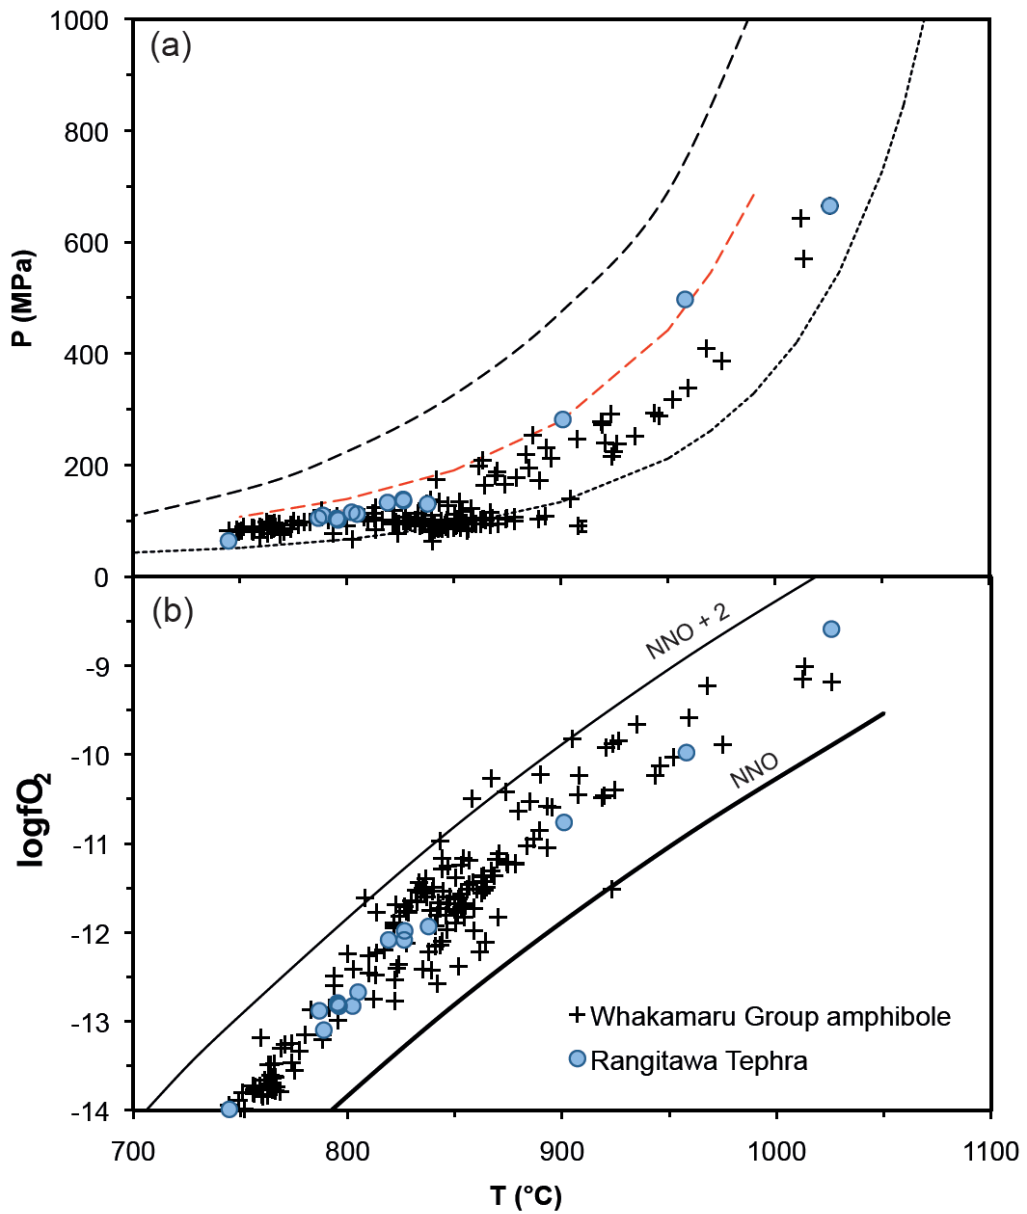 (a)
1000
800
600
400
200
0
P (MPa)
(b)
NNO + 2
NNO
-9
-10
-11
-12
-13
-14
logfO₂
Whakamaru Group amphibole
Rangitawa Tephra
700 800 900 1000 1100
T (°C)